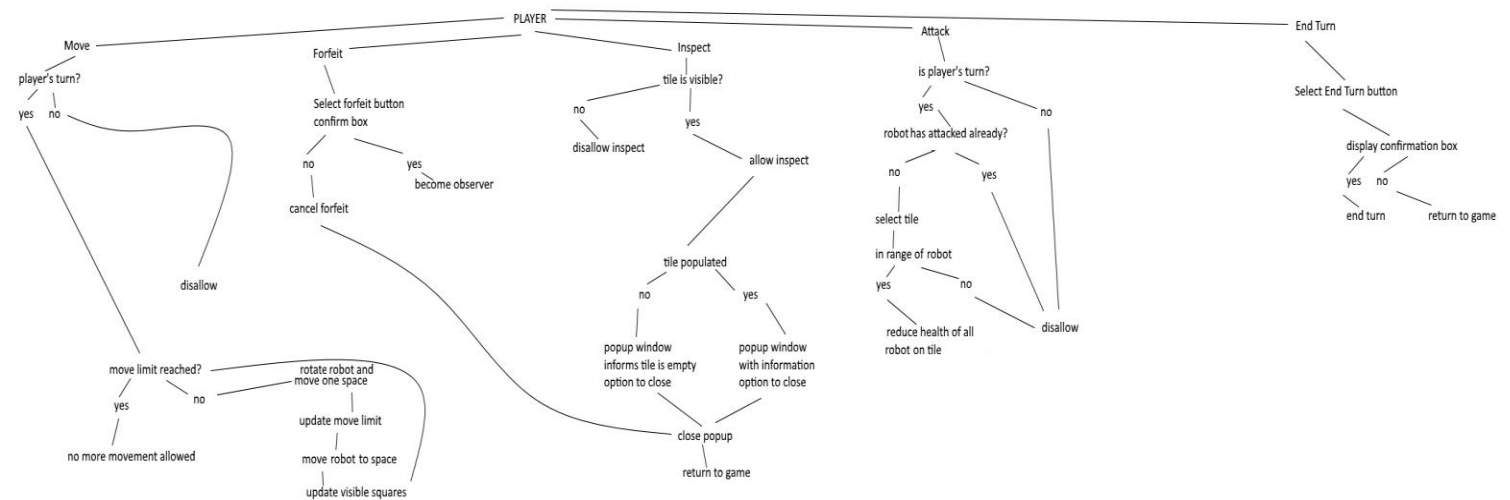 PLAYER
Move
player's turn?
yes
no
disallow
move limit reached?
yes
no
no more movement allowed
rotate robot and
move one space
update move limit
move robot to space
update visible squares
Forfeit
Select forfeit button
confirm box
no
yes
become observer
cancel forfeit
Inspect
tile is visible?
no
yes
disallow inspect
allow inspect
tile populated
no
yes
popup window
informs tile is empty
option to close
popup window
with information
option to close
close popup
return to game
Attack
is player's turn?
yes
no
robot has attacked already?
no
yes
select tile
in range of robot
yes
no
reduce health of all
robot on tile
disallow
End Turn
Select End Turn button
display confirmation box
yes
no
end turn
return to game